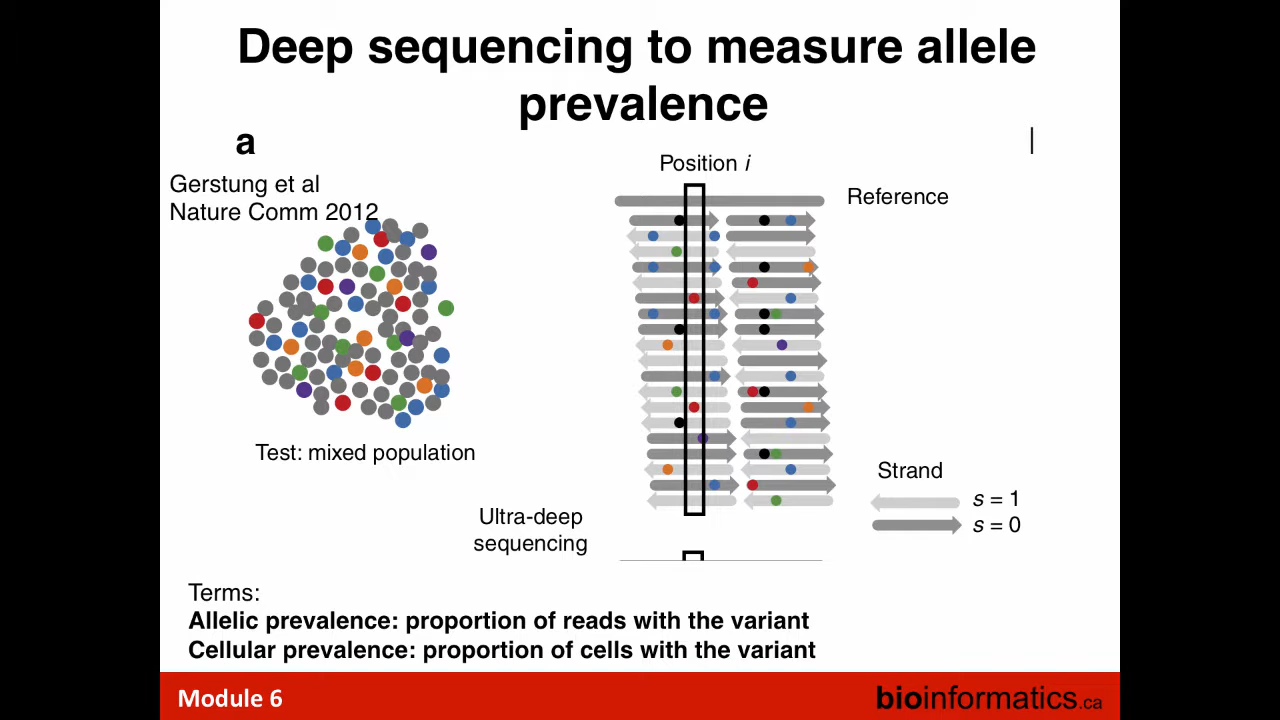 Deep sequencing to measure allele
prevalence
a
Gerstung et al
Nature Comm 2012
Position i
Reference
Test: mixed population
Strand
s = 1
s = 0
Ultra-deep
sequencing
Terms:
Allelic prevalence: proportion of reads with the variant
Cellular prevalence: proportion of cells with the variant
Module 6
bioinformatics.ca